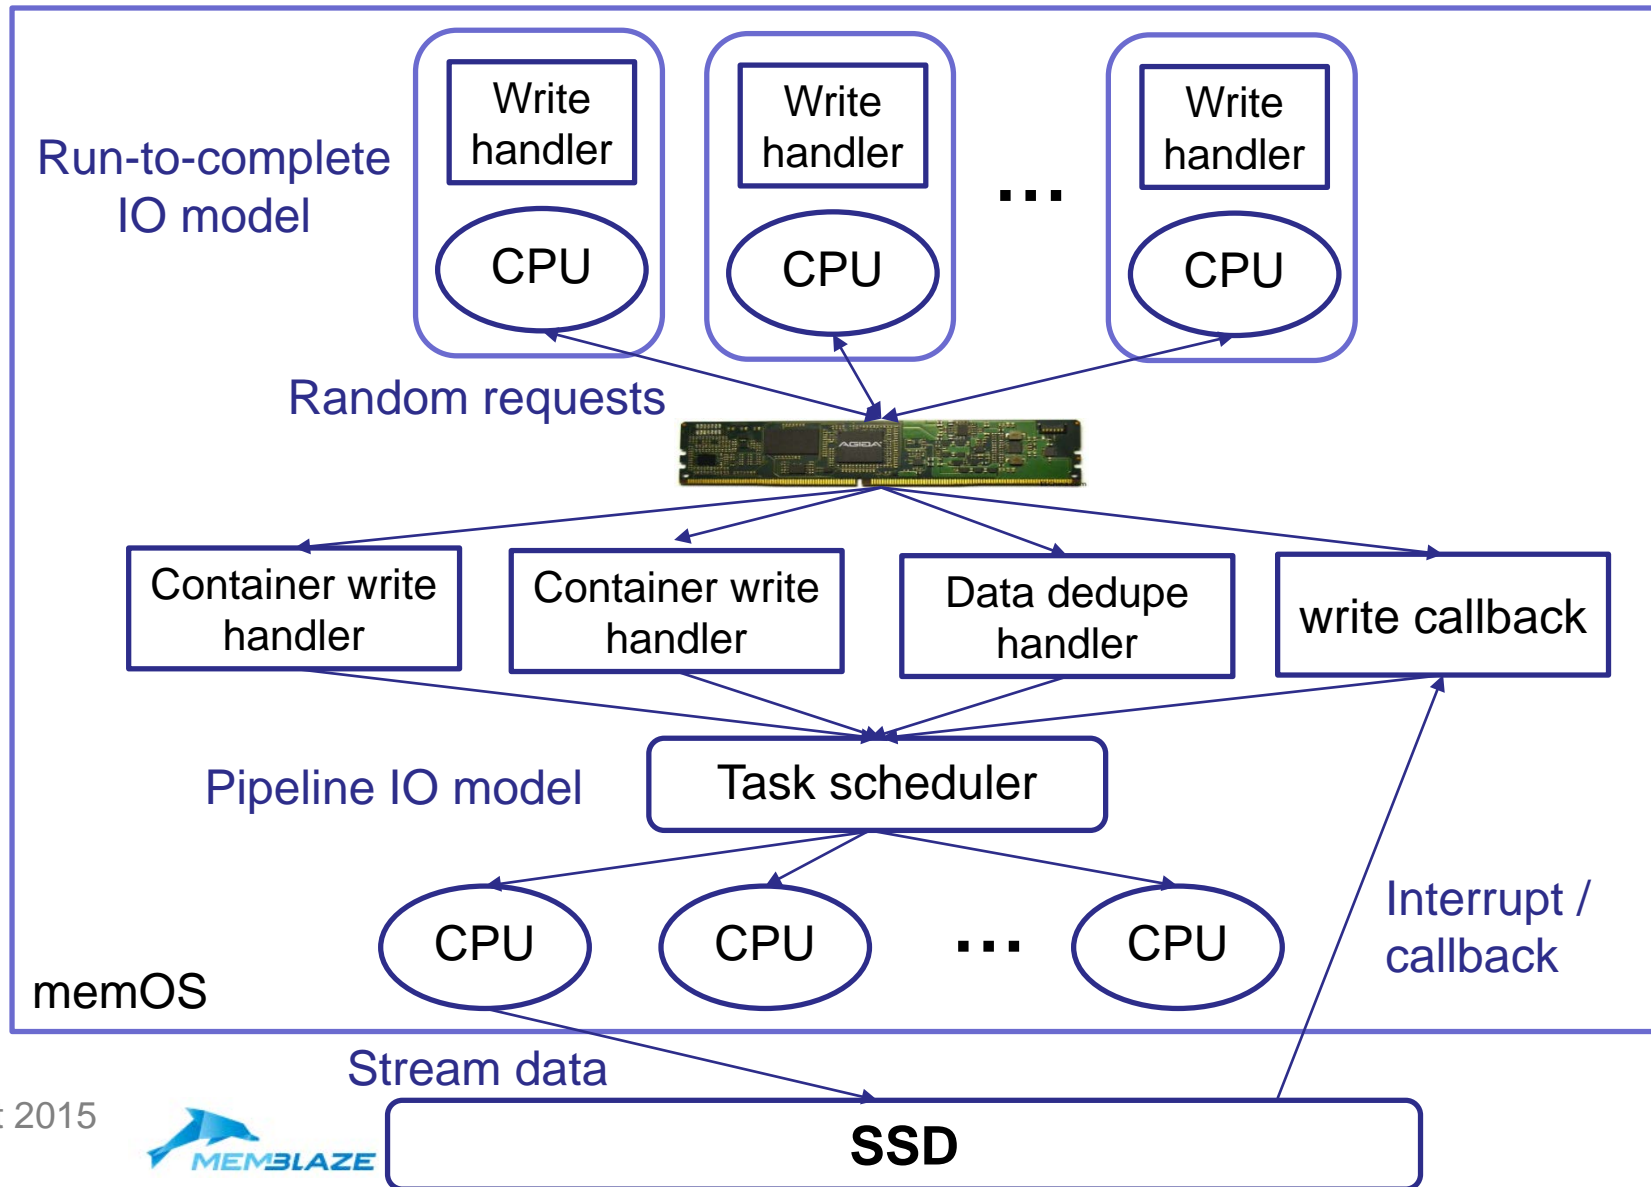 Write
handler
Write
handler
Write
handler
Run-to-complete
IO model
...
CPU
CPU
CPU
Random requests
AGIGA
Container write
handler
Container write
handler
Data dedupe
handler
write callback
Pipeline IO model
Task scheduler
CPU
CPU
...
CPU
Interrupt /
callback
memOS
Stream data
t 2015
MEMBLAZE
SSD